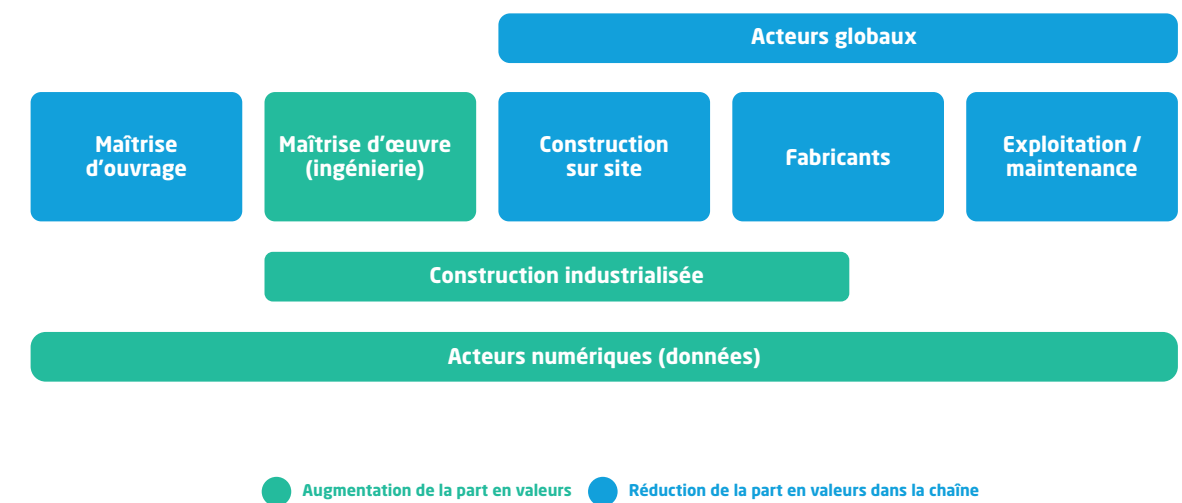 Acteurs globaux
Maîtrise
d'ouvrage
Maîtrise d'œuvre
(ingénierie)
Construction
sur site
Fabricants
Exploitation /
maintenance
Construction industrialisée
Acteurs numériques (données)
Augmentation de la part en valeurs
Réduction de la part en valeurs dans la chaîne